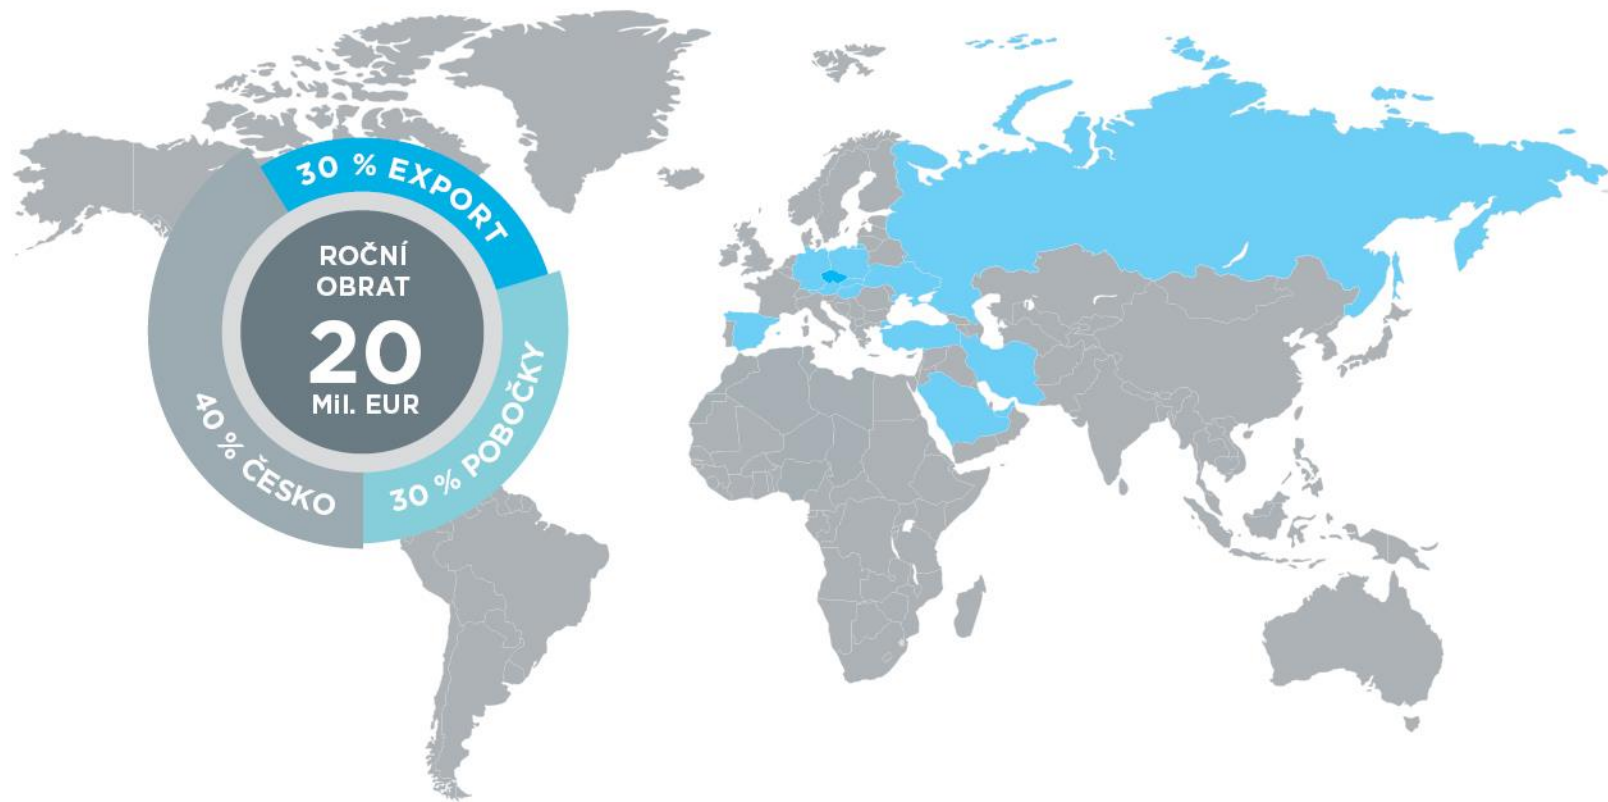 30 % EXPORT
ROČNÍ
OBRAT
20
Mil. EUR
40 % ČESKO
30 % POBOČKY